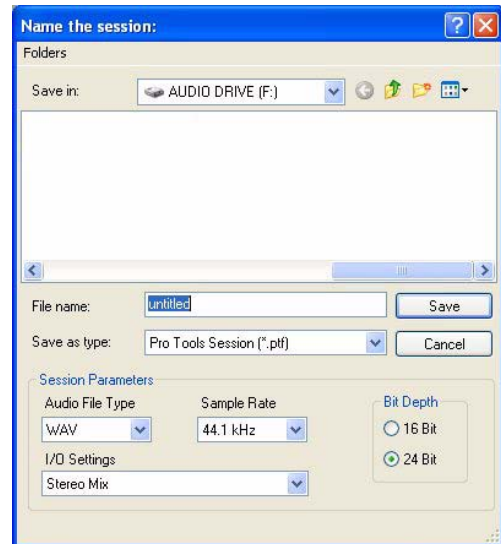 Name the session:
Folders
Save in: AUDIO DRIVE (F:)
File name: untitled Save
Save as type: Pro Tools Session (*.ptf) Cancel
Session Parameters
Audio File Type Sample Rate Bit Depth
WAV 44.1 kHz 16 Bit
I/O Settings 24 Bit
Stereo Mix